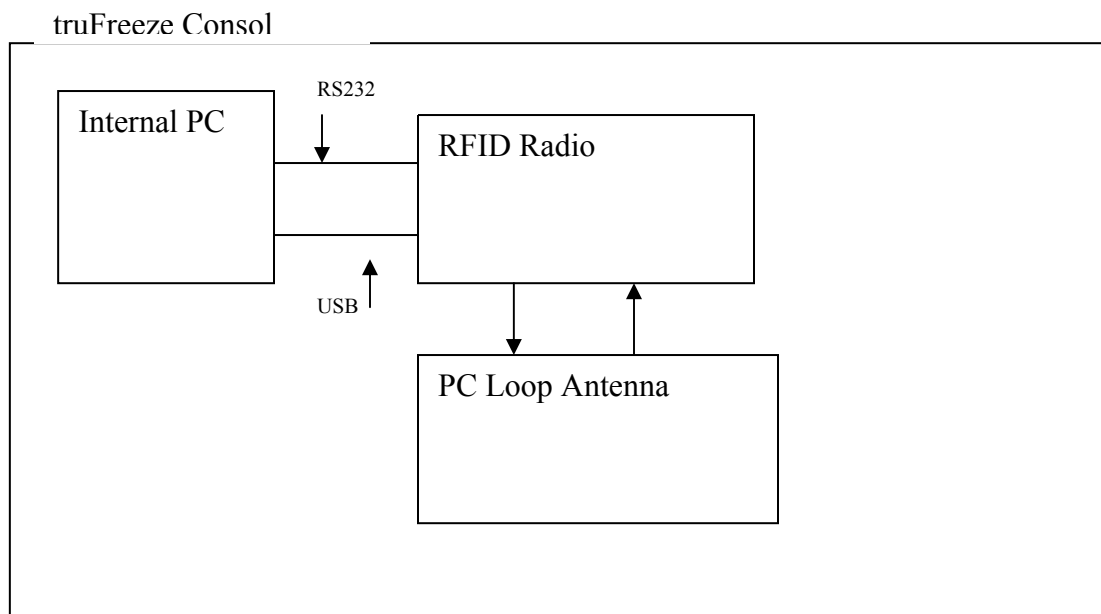 truFreeze Consol
RS232
Internal PC
RFID Radio
USB
PC Loop Antenna